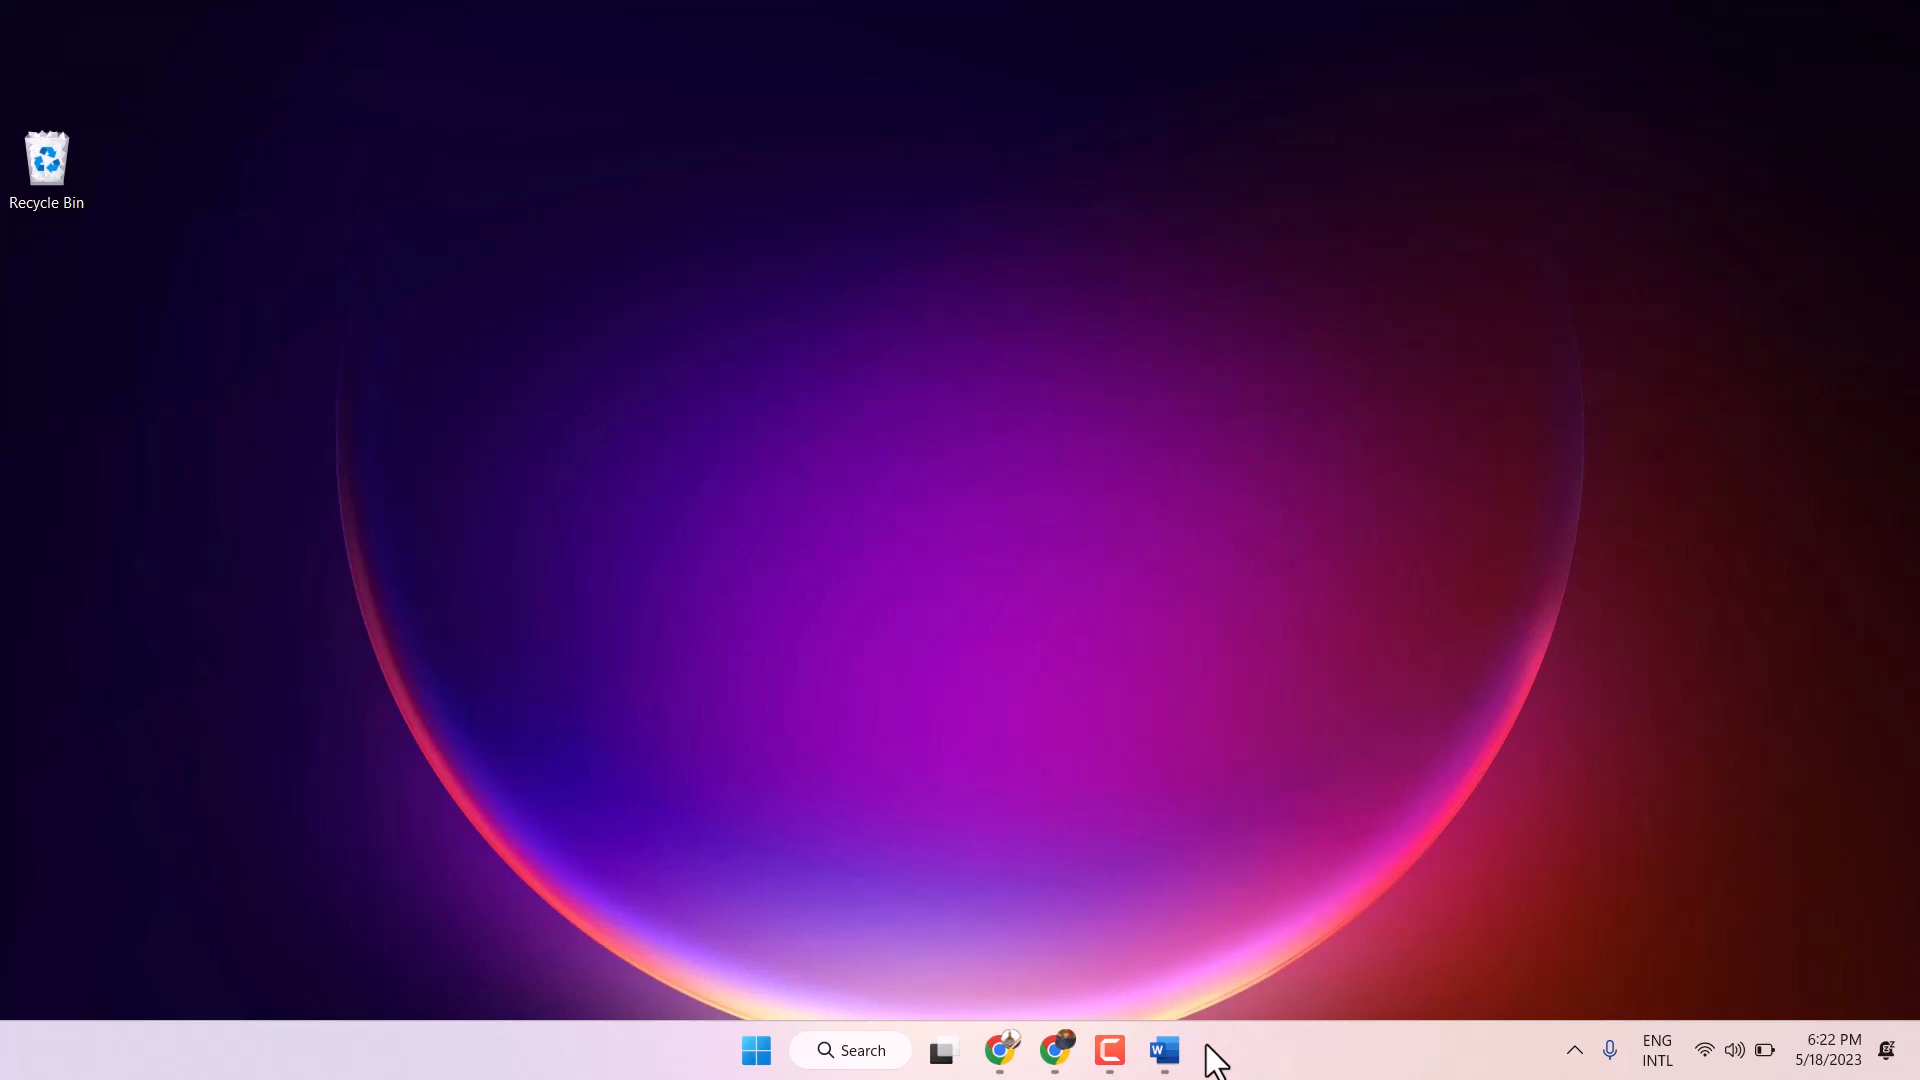 Recycle Bin
Search
W
ENG
INTL
6:22 PM
5/18/2023